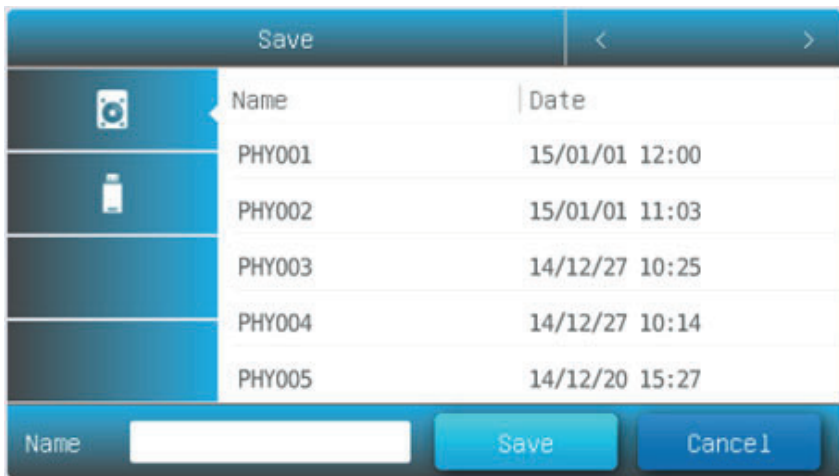 Save < >
Name Date
PHY001 15/01/01 12:00
PHY002 15/01/01 11:03
PHY003 14/12/27 10:25
PHY004 14/12/27 10:14
PHY005 14/12/20 15:27
Name Save Cancel